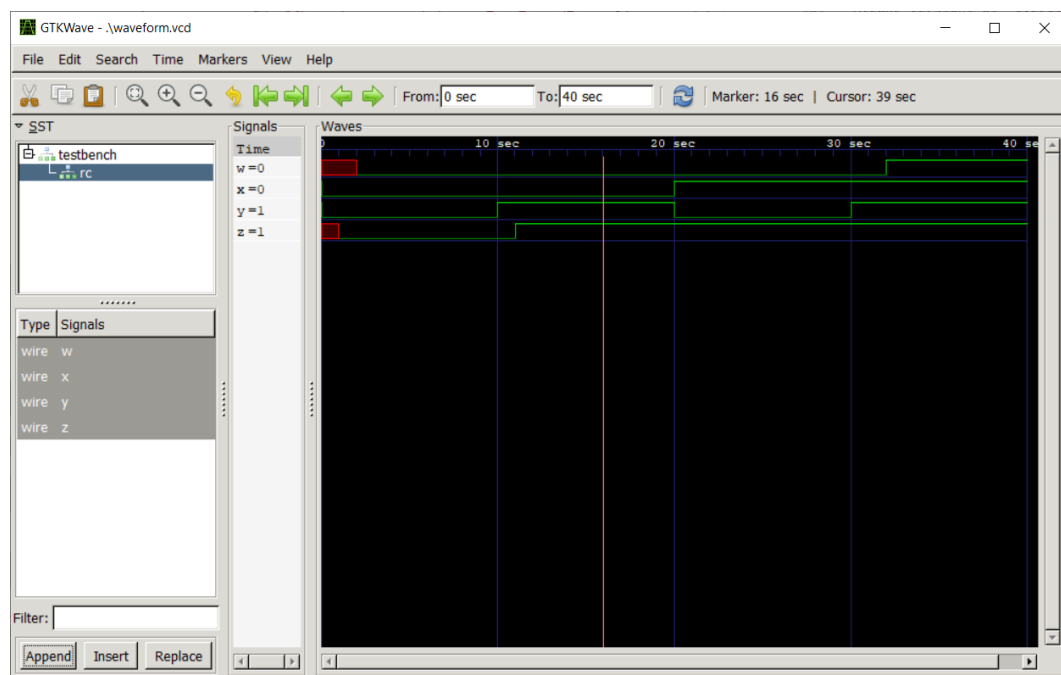 GTKWave - .\waveform.vcd
File Edit Search Time Markers View Help
From: 0 sec To: 40 sec Marker: 16 sec | Cursor: 39 sec
SST
testbench
rc
Type Signals
wire w
wire x
wire y
wire z
Filter:
Append Insert Replace
Signals
Time
w=0
x=0
y=1
z=1
Waves
10 sec 20 sec 30 sec 40 se